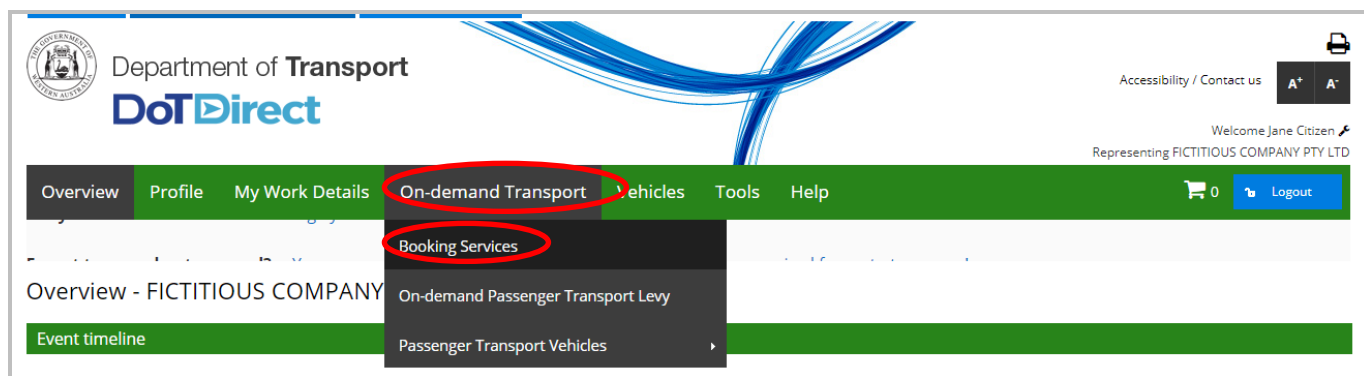 Department of Transport
DoTDirect
Accessibility / Contact us A+ A-
Welcome Jane Citizen
Representing FICTITIOUS COMPANY PTY LTD
Overview Profile My Work Details On-demand Transport Vehicles Tools Help 0 Logout
Booking Services
Overview - FICTITIOUS COMPANY
On-demand Passenger Transport Levy
Event timeline
Passenger Transport Vehicles